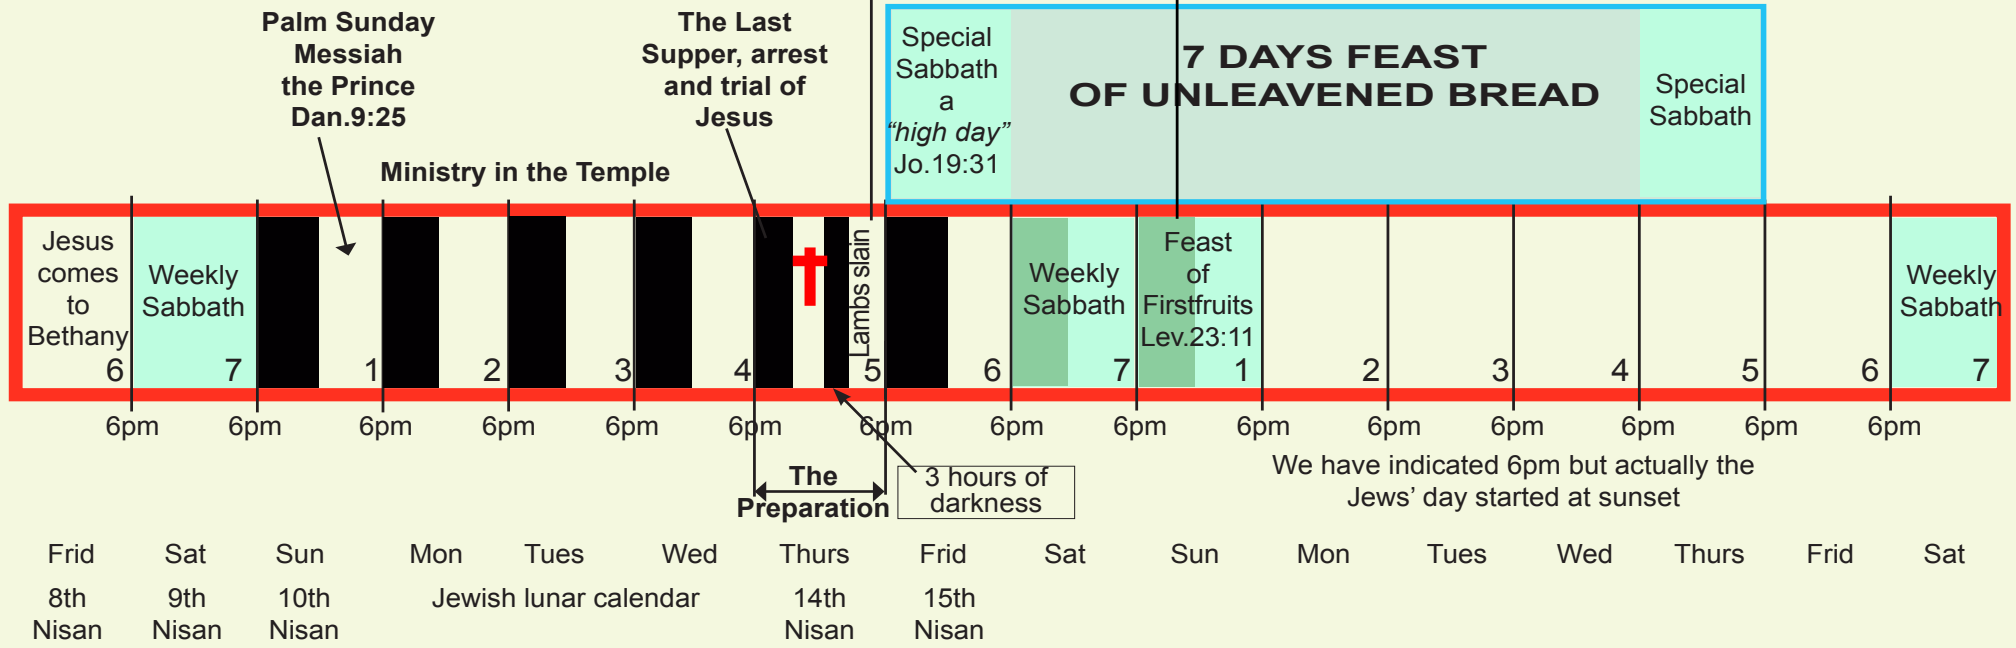 Palm Sunday
Messiah
the Prince
Dan.9:25
The Last
Supper, arrest
and trial of
Jesus
Ministry in the Temple
Special
Sabbath
a
“high day”
Jo.19:31
7 DAYS FEAST
OF UNLEAVENED BREAD
Special
Sabbath
Jesus
comes
to
Bethany
6
Weekly
Sabbath
7
1
2
3
4
Lambs slain
5
6
Weekly
Sabbath
7
Feast
of
Firstfruits
Lev.23:11
1
2
3
4
5
6
Weekly
Sabbath
7
6pm 6pm 6pm 6pm 6pm 6pm 6pm 6pm 6pm 6pm 6pm 6pm 6pm 6pm 6pm
The
Preparation
3 hours of
darkness
We have indicated 6pm but actually the
Jews’ day started at sunset
Frid Sat Sun Mon Tues Wed Thurs Frid Sat Sun Mon Tues Wed Thurs Frid Sat
8th
Nisan
9th
Nisan
10th
Nisan
Jewish lunar calendar
14th
Nisan
15th
Nisan